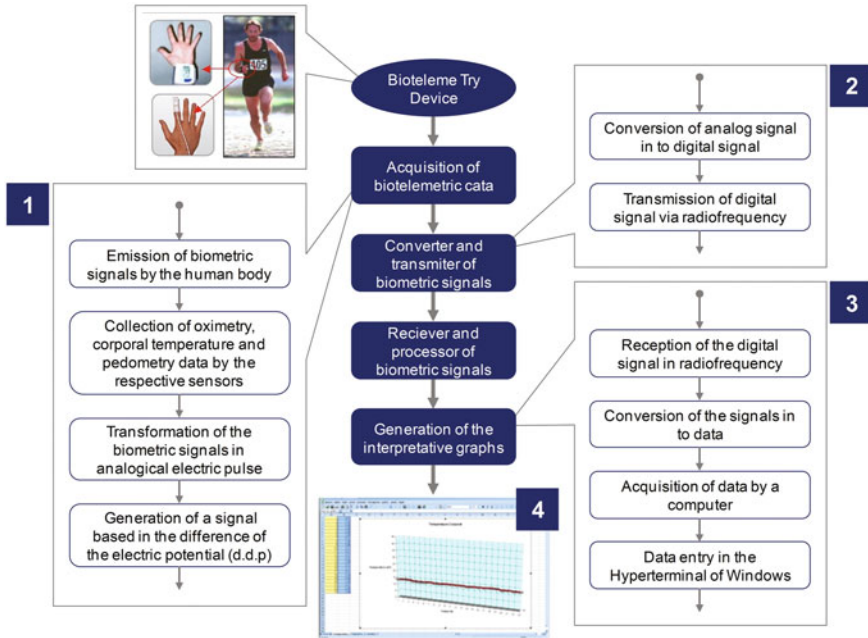 405
Bioteleme Try
Device
Acquisition of
biotelemetric cata
Converter and
transmiter of
biometric signals
Reciever and
processor of
biometric signals
Generation of the
interpretative graphs
1
Emission of biometric
signals by the human body
Collection of oximetry,
corporal temperature and
pedometry data by the
respective sensors
Transformation of the
biometric signals in
analogical electric pulse
Generation of a signal
based in the difference of
the electric potential (d.d.p)
2
Conversion of analog signal
in to digital signal
Transmission of digital
signal via radiofrequency
3
Reception of the digital
signal in radiofrequency
Conversion of the signals in
to data
Acquisition of data by a
computer
Data entry in the
Hyperterminal of Windows
4